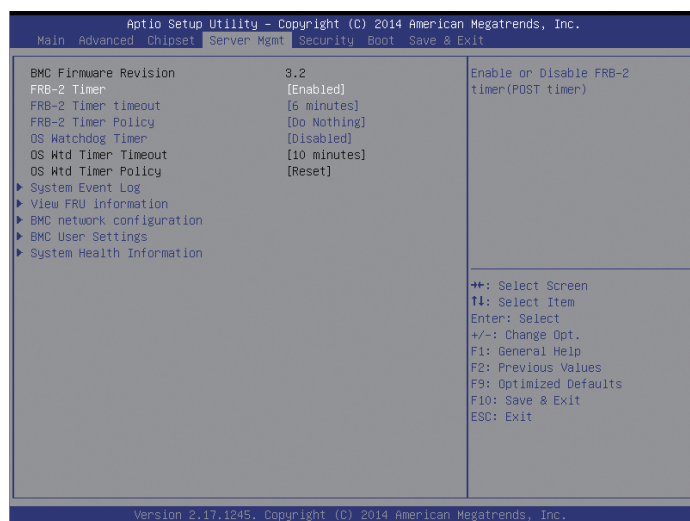 Aptio Setup Utility – Copyright (C) 2014 American Megatrends, Inc.
Main Advanced Chipset Server Mgmt Security Boot Save & Exit
BMC Firmware Revision 3.2
FRB-2 Timer [Enabled]
FRB-2 Timer timeout [6 minutes]
FRB-2 Timer Policy [Do Nothing]
OS Watchdog Timer [Disabled]
OS Wtd Timer Timeout [10 minutes]
OS Wtd Timer Policy [Reset]
▶ System Event Log
▶ View FRU information
▶ BMC network configuration
▶ BMC User Settings
▶ System Health Information
Enable or Disable FRB-2
timer(POST timer)
→←: Select Screen
↑↓: Select Item
Enter: Select
+/-: Change Opt.
F1: General Help
F2: Previous Values
F9: Optimized Defaults
F10: Save & Exit
ESC: Exit
Version 2.17.1245. Copyright (C) 2014 American Megatrends, Inc.